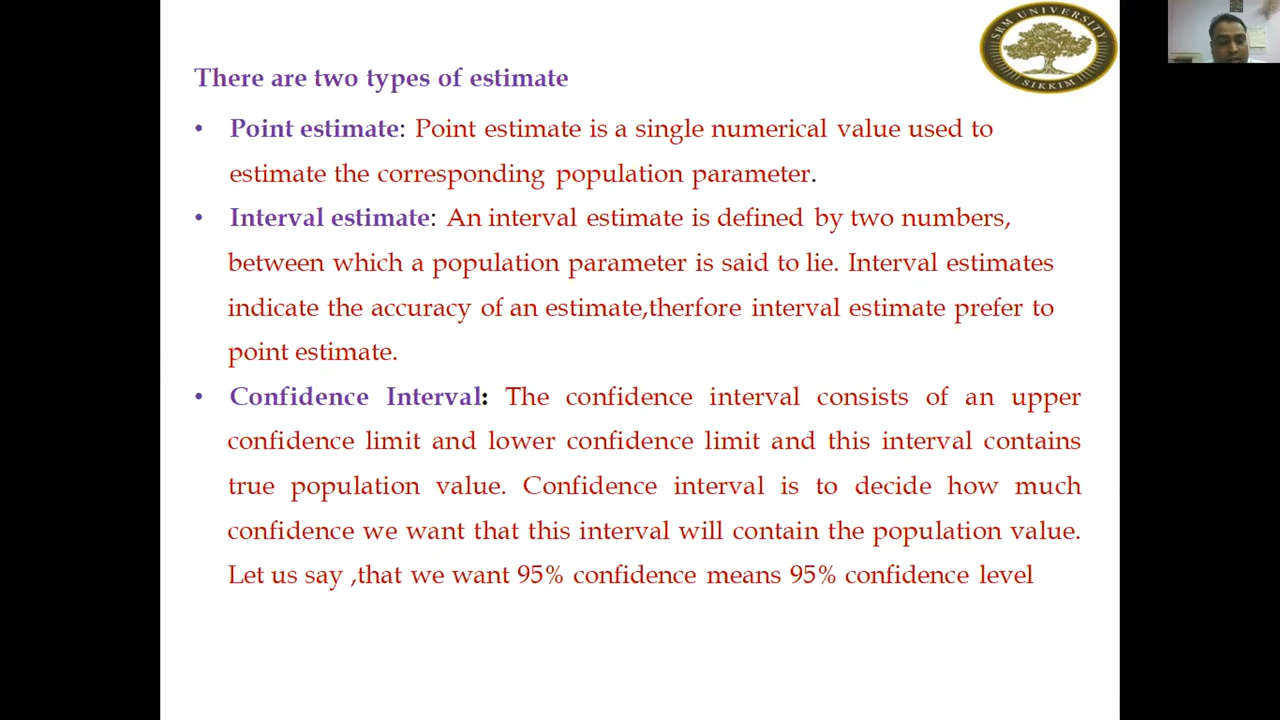 SRM UNIVERSITY
SIKKIM
There are two types of estimate
• Point estimate: Point estimate is a single numerical value used to
estimate the corresponding population parameter.
• Interval estimate: An interval estimate is defined by two numbers,
between which a population parameter is said to lie. Interval estimates
indicate the accuracy of an estimate,therfore interval estimate prefer to
point estimate.
• Confidence Interval: The confidence interval consists of an upper
confidence limit and lower confidence limit and this interval contains
true population value. Confidence interval is to decide how much
confidence we want that this interval will contain the population value.
Let us say ,that we want 95% confidence means 95% confidence level